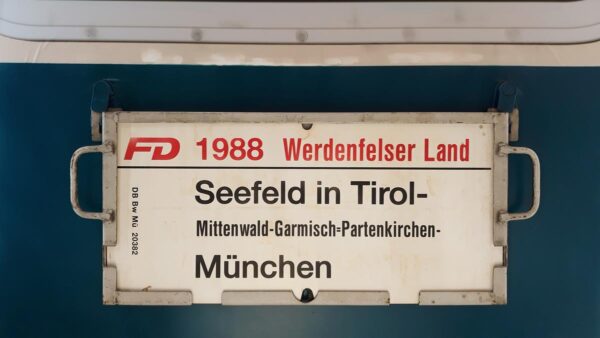 FD 1988 Werdenfelser Land
Seefeld in Tirol-
Mittenwald-Garmisch=Partenkirchen-
München
DB Bw Mü 20382